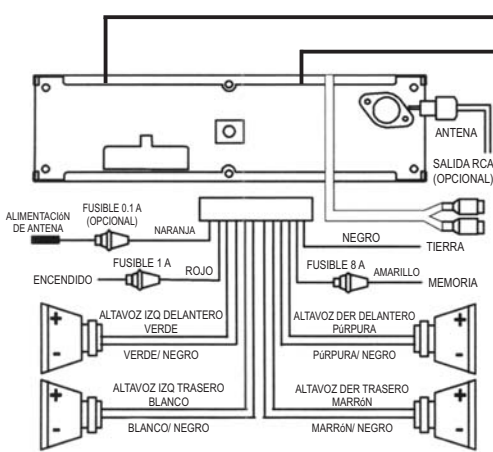 ANTENA
SALIDA RCA
(OPCIONAL)
ALIMENTACIóN
DE ANTENA
FUSIBLE 0.1 A
(OPCIONAL)
NARANJA
NEGRO
TIERRA
ENCENDIDO
FUSIBLE 1 A
ROJO
FUSIBLE 8 A
AMARILLO
MEMORIA
ALTAVOZ IZQ DELANTERO
VERDE
VERDE/ NEGRO
ALTAVOZ DER DELANTERO
PúRPURA
PúRPURA/ NEGRO
ALTAVOZ IZQ TRASERO
BLANCO
BLANCO/ NEGRO
ALTAVOZ DER TRASERO
MARRóN
MARRóN/ NEGRO
+
-
+
-
+
-
+
-